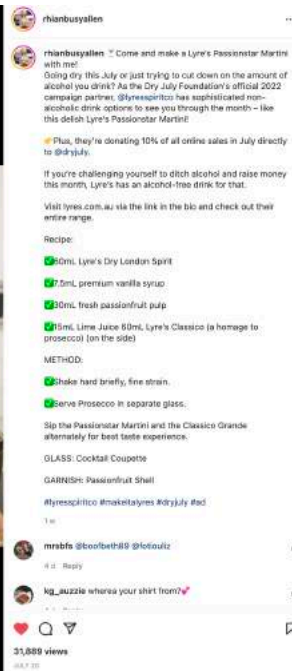 rhianbusyallen
rhianbusyallen Come and make a Lyre's Passionstar Martini
with me!
Going dry this July or just trying to cut down on the amount of
alcohol you drink? As the Dry July Foundation's official 2022
campaign partner, @lyresspiritco has sophisticated non-
alcoholic drink options to see you through the month – like
this delish Lyre's Passionstar Martini!
👉Plus, they're donating 10% of all online sales in July directly
to @dryjuly.
If you're challenging yourself to ditch alcohol and raise money
this month, Lyre's has an alcohol-free drink for that.
Visit lyres.com.au via the link in the bio and check out their
entire range.
Recipe:
✅60mL Lyre's Dry London Spirit
✅7.5mL premium vanilla syrup
✅30mL fresh passionfruit pulp
✅15mL Lime Juice 60mL Lyre's Classico (a homage to
prosecco) (on the side)
METHOD:
✅Shake hard briefly, fine strain.
✅Serve Prosecco in separate glass.
Sip the Passionstar Martini and the Classico Grande
alternately for best taste experience.
GLASS: Cocktail Coupette
GARNISH: Passionfruit Shell
#lyresspiritco #makeitalyres #dryjuly #ad
1 w
mrsbfs @boofbeth89 @fotiouliz
4 d Reply
kg_auzzie wherea your shirt from?💕
31,889 views